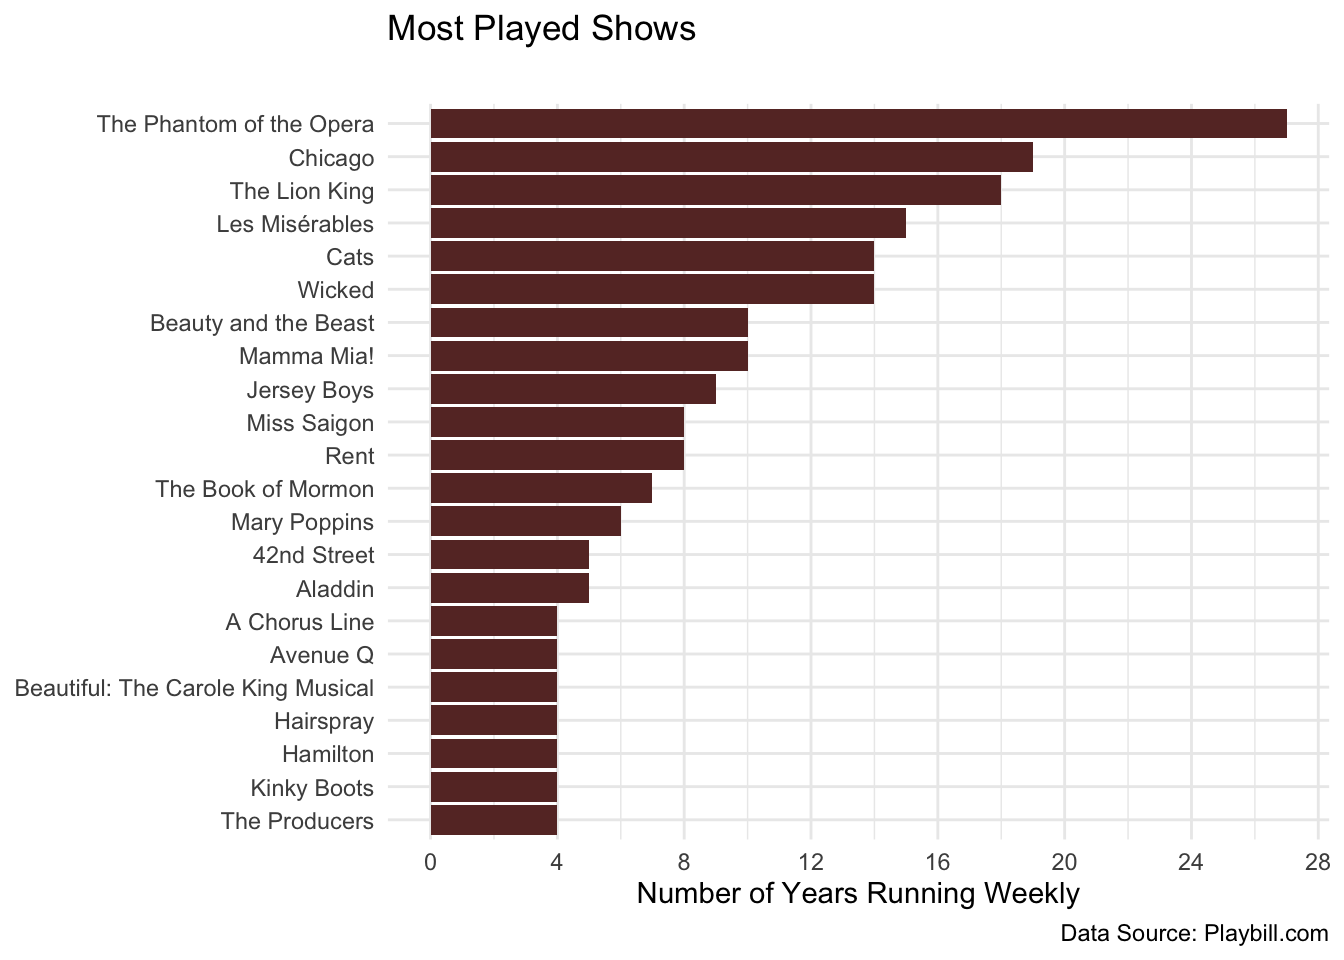 Most Played Shows
The Phantom of the Opera
Chicago
The Lion King
Les Misérables
Cats
Wicked
Beauty and the Beast
Mamma Mia!
Jersey Boys
Miss Saigon
Rent
The Book of Mormon
Mary Poppins
42nd Street
Aladdin
A Chorus Line
Avenue Q
Beautiful: The Carole King Musical
Hairspray
Hamilton
Kinky Boots
The Producers
0 4 8 12 16 20 24 28
Number of Years Running Weekly
Data Source: Playbill.com